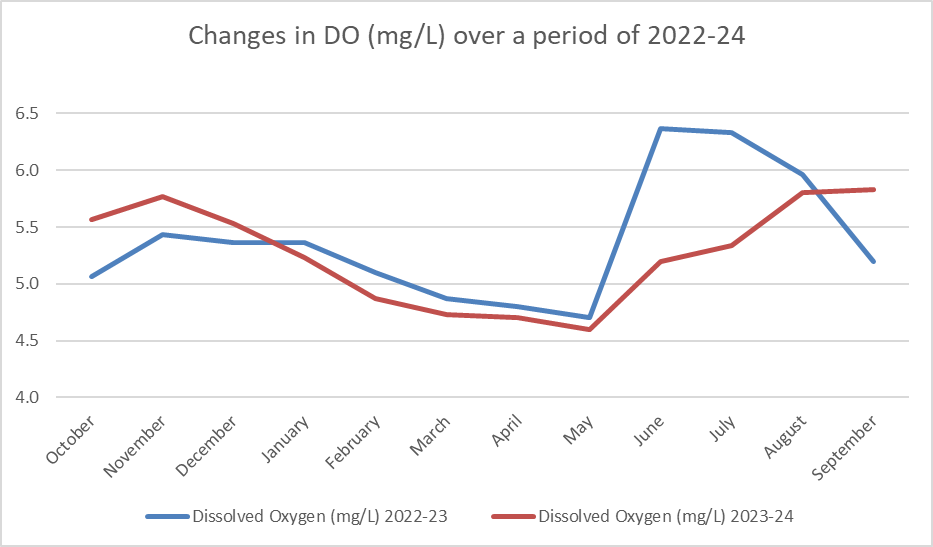 Changes in DO (mg/L) over a period of 2022-24
6.5
6.0
5.5
5.0
4.5
4.0
October
November
December
January
February
March
April
May
June
July
August
September
Dissolved Oxygen (mg/L) 2022-23
Dissolved Oxygen (mg/L) 2023-24